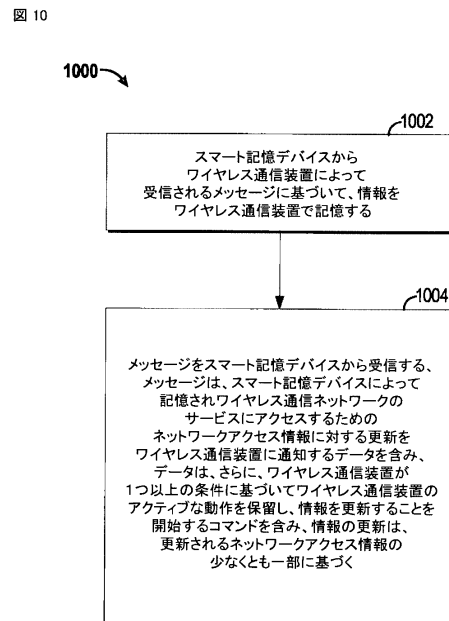 図 10
1000
1002
スマート記憶デバイスから
ワイヤレス通信装置によって
受信されるメッセージに基づいて、情報を
ワイヤレス通信装置で記憶する
1004
メッセージをスマート記憶デバイスから受信する、
メッセージは、スマート記憶デバイスによって
記憶されワイヤレス通信ネットワークの
サービスにアクセスするための
ネットワークアクセス情報に対する更新を
ワイヤレス通信装置に通知するデータを含み、
データは、さらに、ワイヤレス通信装置が
1つ以上の条件に基づいてワイヤレス通信装置の
アクティブな動作を保留し、情報を更新することを
開始するコマンドを含み、情報の更新は、
更新されるネットワークアクセス情報の
少なくとも一部に基づく